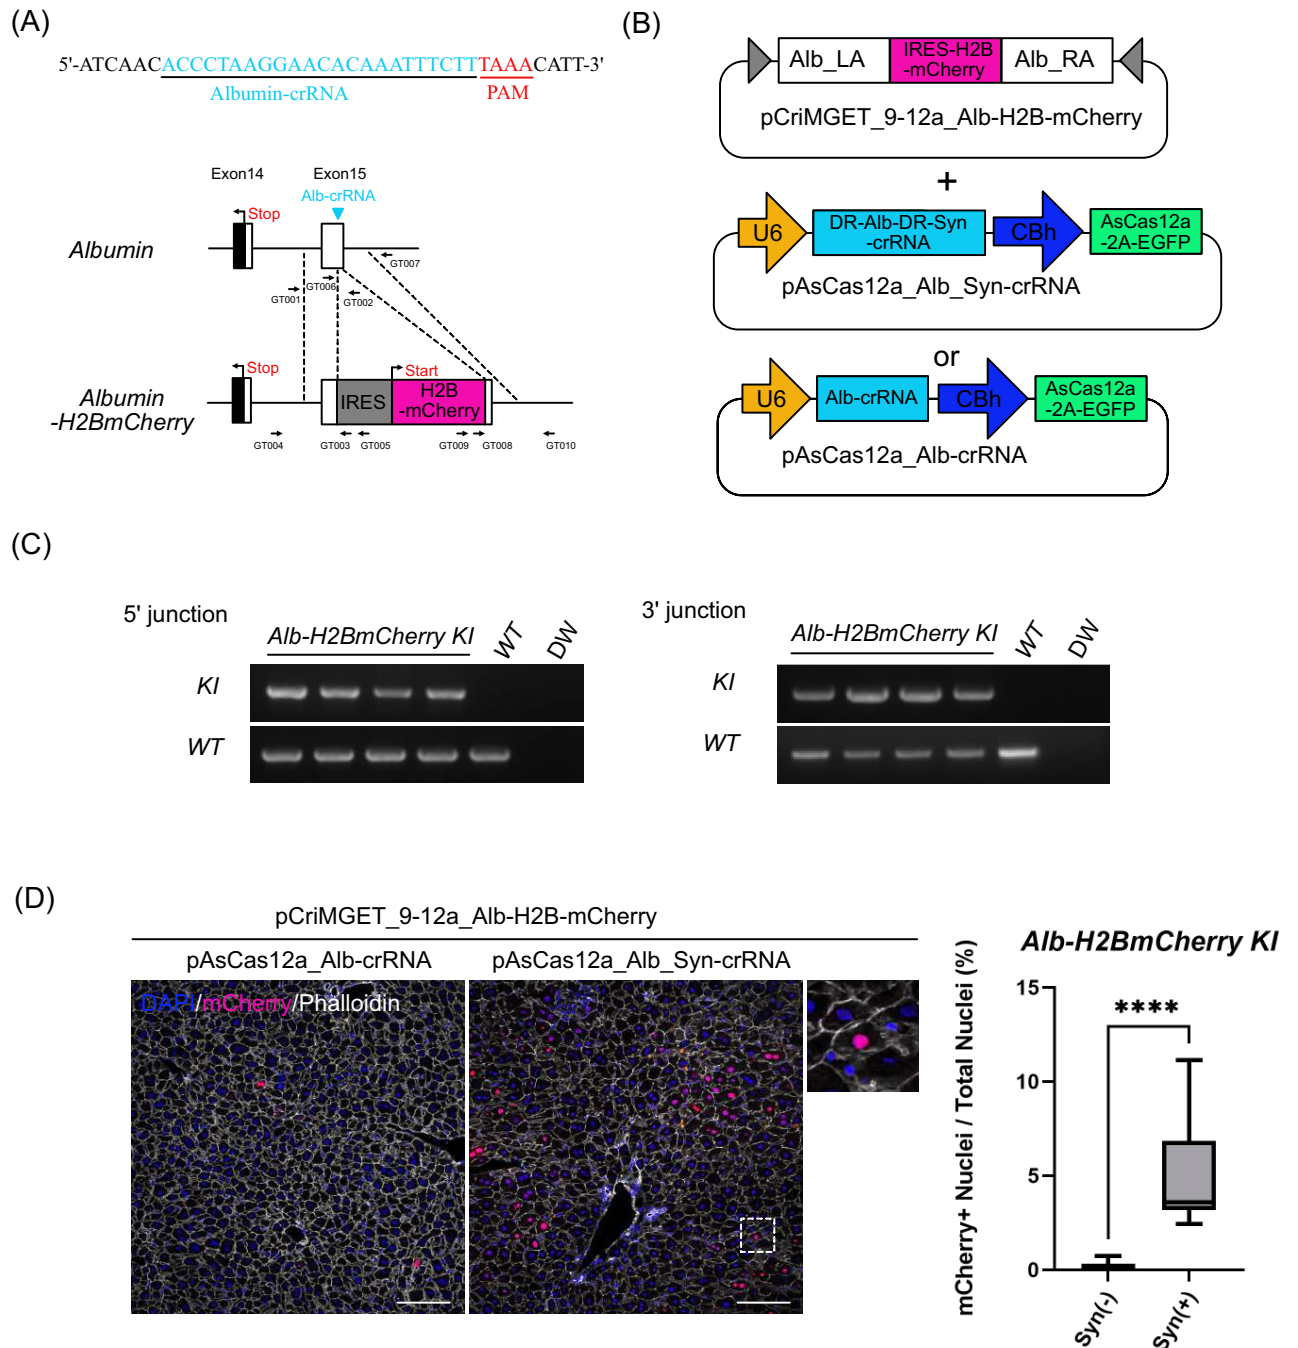 (A)
5'-ATCAACACCCTAAGGAACACAAATTTCTTTAAACATT-3'
Albumin-crRNA
PAM
Exon14
Exon15
Alb-crRNA
Stop
Albumin
GT007
GT006
GT001
GT002
Stop
Start
Albumin
-H2BmCherry
IRES
H2B
-mCherry
GT004
GT003
GT005
GT009
GT008
GT010
(B)
Alb_LA
IRES-H2B
-mCherry
Alb_RA
pCriMGET_9-12a_Alb-H2B-mCherry
+
U6
DR-Alb-DR-Syn
-crRNA
CBh
AsCas12a
-2A-EGFP
pAsCas12a_Alb_Syn-crRNA
or
U6
Alb-crRNA
CBh
AsCas12a
-2A-EGFP
pAsCas12a_Alb-crRNA
(C)
5' junction
Alb-H2BmCherry KI
WT
DW
KI
WT
3' junction
Alb-H2BmCherry KI
WT
DW
KI
WT
(D)
pCriMGET_9-12a_Alb-H2B-mCherry
pAsCas12a_Alb-crRNA
pAsCas12a_Alb_Syn-crRNA
DAPI/mCherry/Phalloidin
Alb-H2BmCherry KI
mCherry+ Nuclei / Total Nuclei (%)
15
10
5
0
****
Syn(-)
Syn(+)